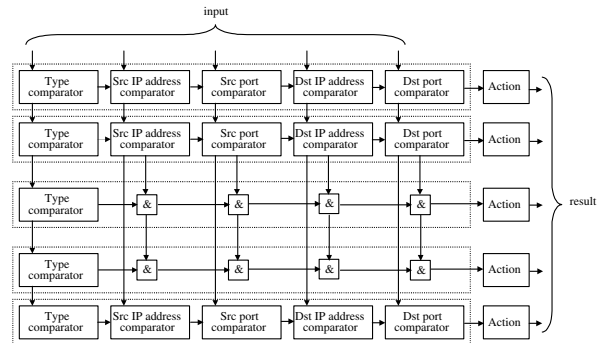 input
Type comparator
Src IP address comparator
Src port comparator
Dst IP address comparator
Dst port comparator
Action
Type comparator
Src IP address comparator
Src port comparator
Dst IP address comparator
Dst port comparator
Action
Type comparator
&
&
&
&
Action
result
Type comparator
&
&
&
&
Action
Type comparator
Src IP address comparator
Src port comparator
Dst IP address comparator
Dst port comparator
Action